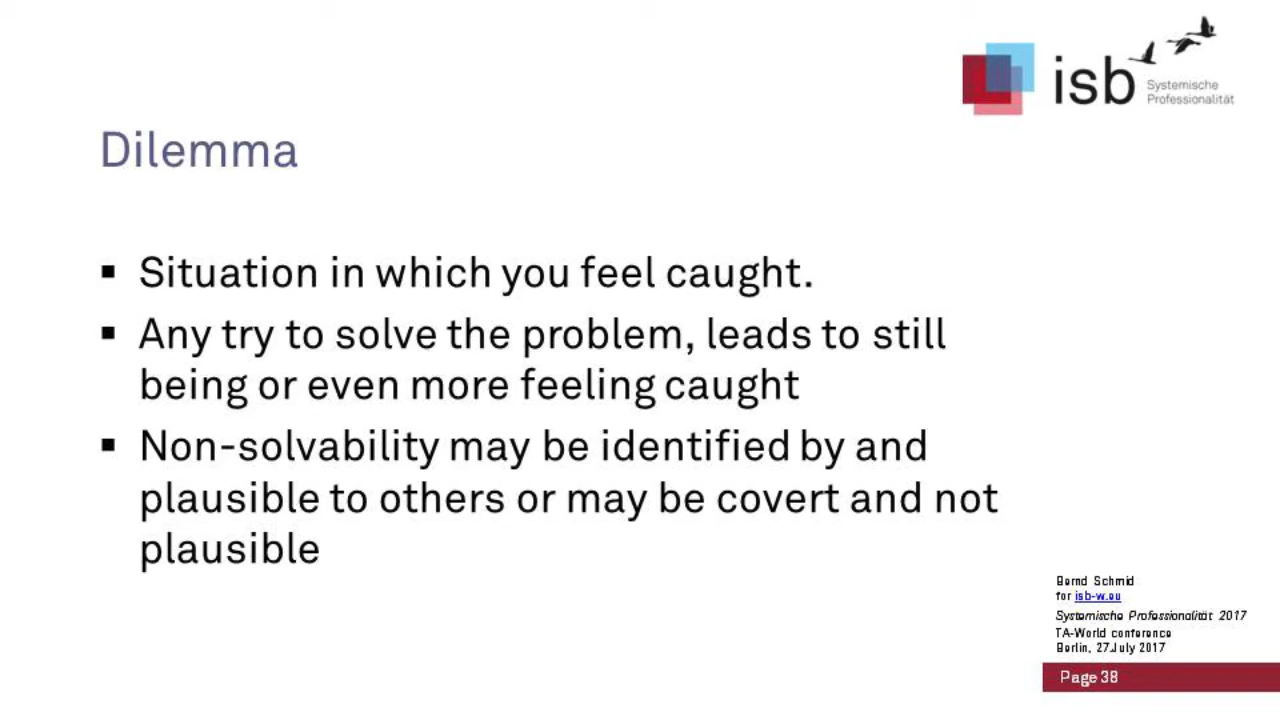 isb
Systemische
Professionalität
Dilemma
▪ Situation in which you feel caught.
▪ Any try to solve the problem, leads to still
being or even more feeling caught
▪ Non-solvability may be identified by and
plausible to others or may be covert and not
plausible
Bernd Schmid
for isb-w.eu
Systemische Professionalität 2017
TA-World conference
Berlin, 27.July 2017
Page 38